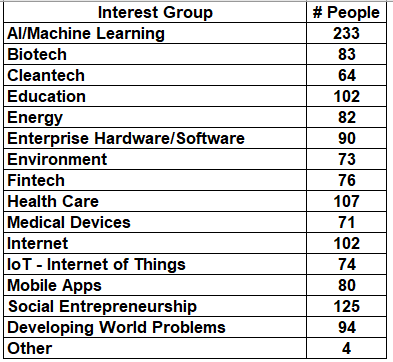 Interest Group # People
AI/Machine Learning 233
Biotech 83
Cleantech 64
Education 102
Energy 82
Enterprise Hardware/Software 90
Environment 73
Fintech 76
Health Care 107
Medical Devices 71
Internet 102
IoT - Internet of Things 74
Mobile Apps 80
Social Entrepreneurship 125
Developing World Problems 94
Other 4